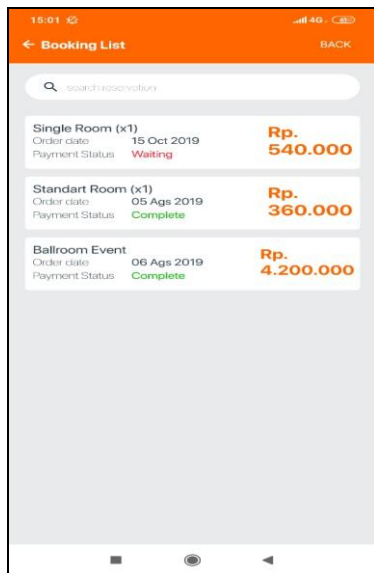 15:01 4G
← Booking List BACK
search reservation
Single Room (x1)
Order date 15 Oct 2019
Payment Status Waiting
Rp.
540.000
Standart Room (x1)
Order date 05 Ags 2019
Payment Status Complete
Rp.
360.000
Ballroom Event
Order date 06 Ags 2019
Payment Status Complete
Rp.
4.200.000